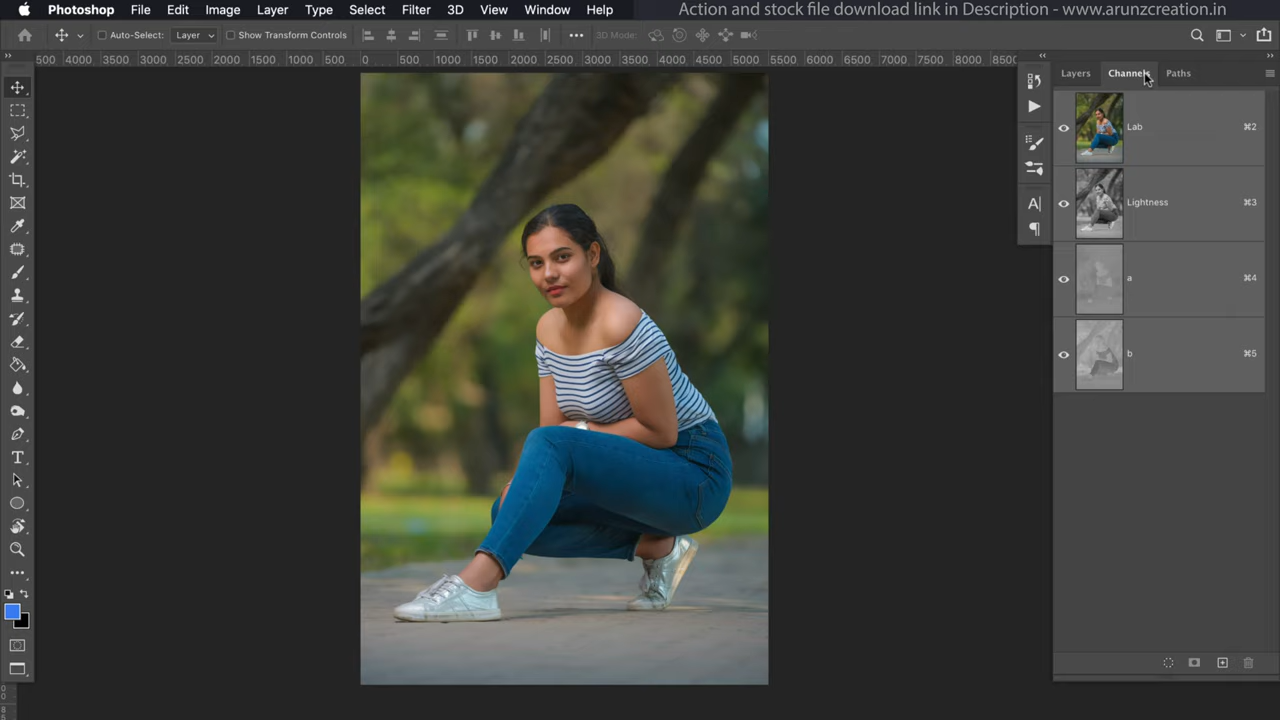 Photoshop File Edit Image Layer Type Select Filter 3D View Window Help
Action and stock file download link in Description - www.arunzcreation.in
Auto-Select: Layer Show Transform Controls 3D Mode:
500 4000 3500 3000 2500 2000 1500 1000 500 0 500 1000 1500 2000 2500 3000 3500 4000 4500 5000 5500 6000 6500 7000 7500 8000 8500
Layers Channels Paths
Lab ⌘2
Lightness ⌘3
a ⌘4
b ⌘5